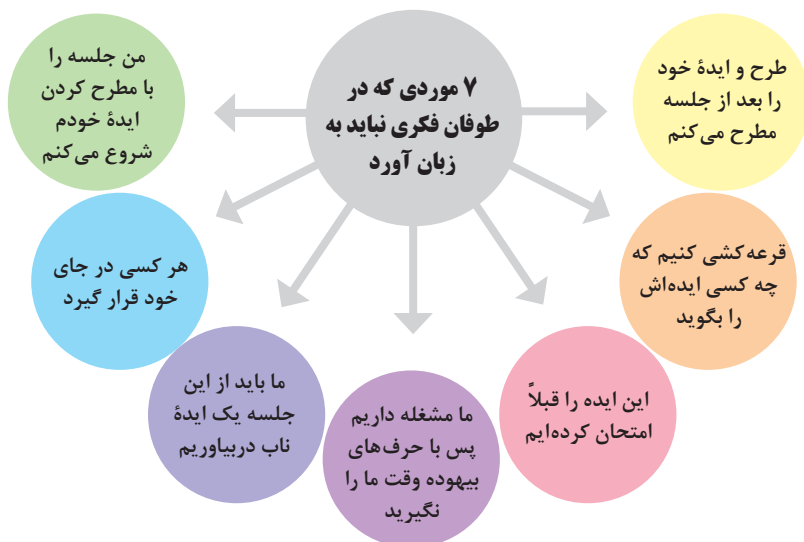 ۷ موردی که در
طوفان فکری نباید به
زبان آورد
طرح و ایدۀ خود
را بعد از جلسه
مطرح می‌کنم
قرعه‌کشی کنیم که
چه کسی ایده‌اش
را بگوید
این ایده را قبلاً
امتحان کرده‌ایم
ما مشغله داریم
پس با حرف‌های
بیهوده وقت ما را
نگیرید
ما باید از این
جلسه یک ایدۀ
ناب دربیاوریم
هر کسی در جای
خود قرار گیرد
من جلسه را
با مطرح کردن
ایدۀ خودم
شروع می‌کنم